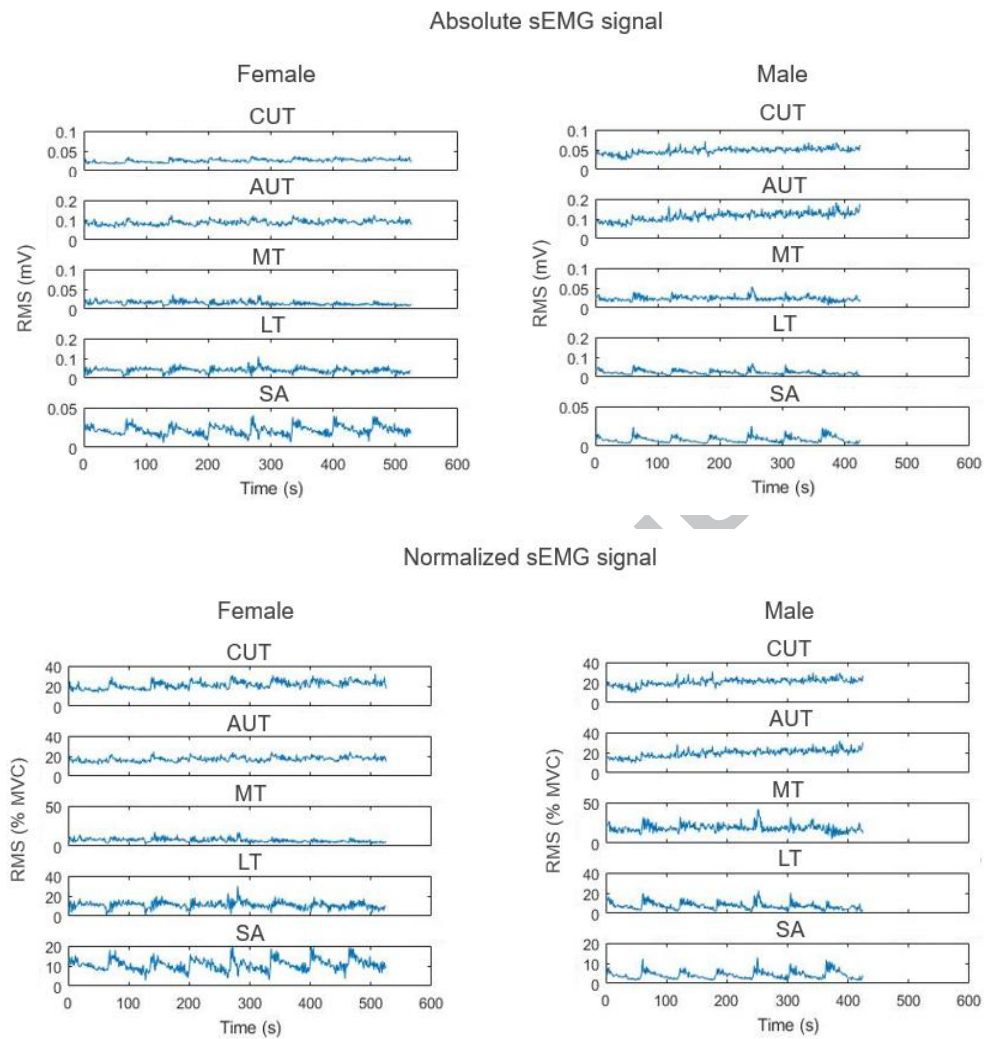 Absolute sEMG signal
Female
Male
CUT
0.1
0.05
0
AUT
0.2
0.1
0
MT
0.1
0.05
0
LT
0.2
0.1
0
SA
0.05
0
0 100 200 300 400 500 600
Time (s)
RMS (mV)
CUT
0.1
0.05
0
AUT
0.2
0.1
0
MT
0.1
0.05
0
LT
0.2
0.1
0
SA
0.05
0
0 100 200 300 400 500 600
Time (s)
RMS (mV)
Normalized sEMG signal
Female
Male
CUT
40
20
0
AUT
40
20
0
MT
50
0
LT
40
20
0
SA
20
10
0
0 100 200 300 400 500 600
Time (s)
RMS (% MVC)
CUT
40
20
0
AUT
40
20
0
MT
50
0
LT
40
20
0
SA
20
10
0
0 100 200 300 400 500 600
Time (s)
RMS (% MVC)